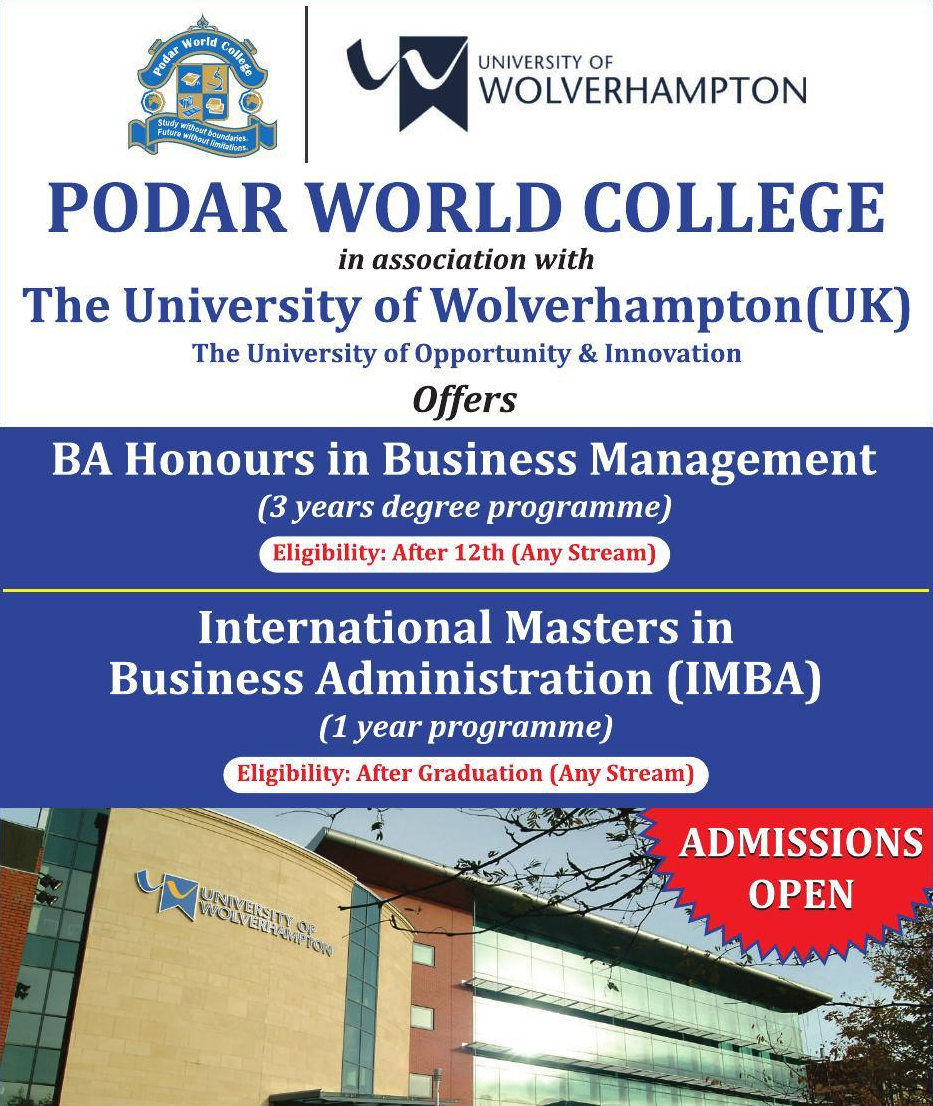 Podar World College
Study without boundaries.
Future without limitations.
UNIVERSITY OF
WOLVERHAMPTON
PODAR WORLD COLLEGE
in association with
The University of Wolverhampton(UK)
The University of Opportunity & Innovation
Offers
BA Honours in Business Management
(3 years degree programme)
Eligibility: After 12th (Any Stream)
International Masters in
Business Administration (IMBA)
(1 year programme)
Eligibility: After Graduation (Any Stream)
ADMISSIONS
OPEN
UNIVERSITY OF
WOLVERHAMPTON